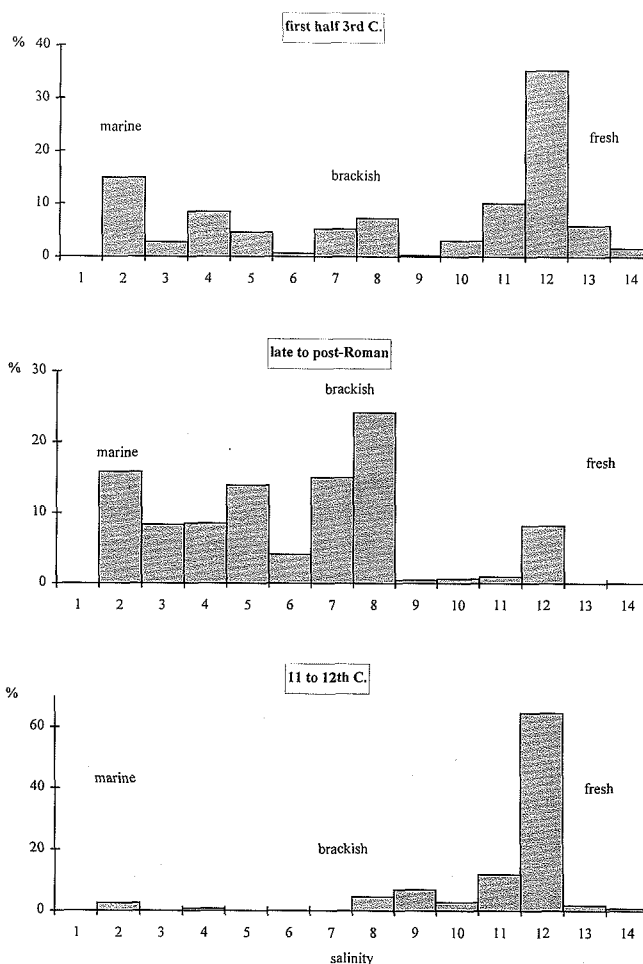 first half 3rd C.
%
40
30
20
10
0
marine
brackish
fresh
1 2 3 4 5 6 7 8 9 10 11 12 13 14
late to post-Roman
%
30
20
10
0
brackish
marine
fresh
1 2 3 4 5 6 7 8 9 10 11 12 13 14
11 to 12th C.
%
60
40
20
0
marine
fresh
brackish
1 2 3 4 5 6 7 8 9 10 11 12 13 14
salinity